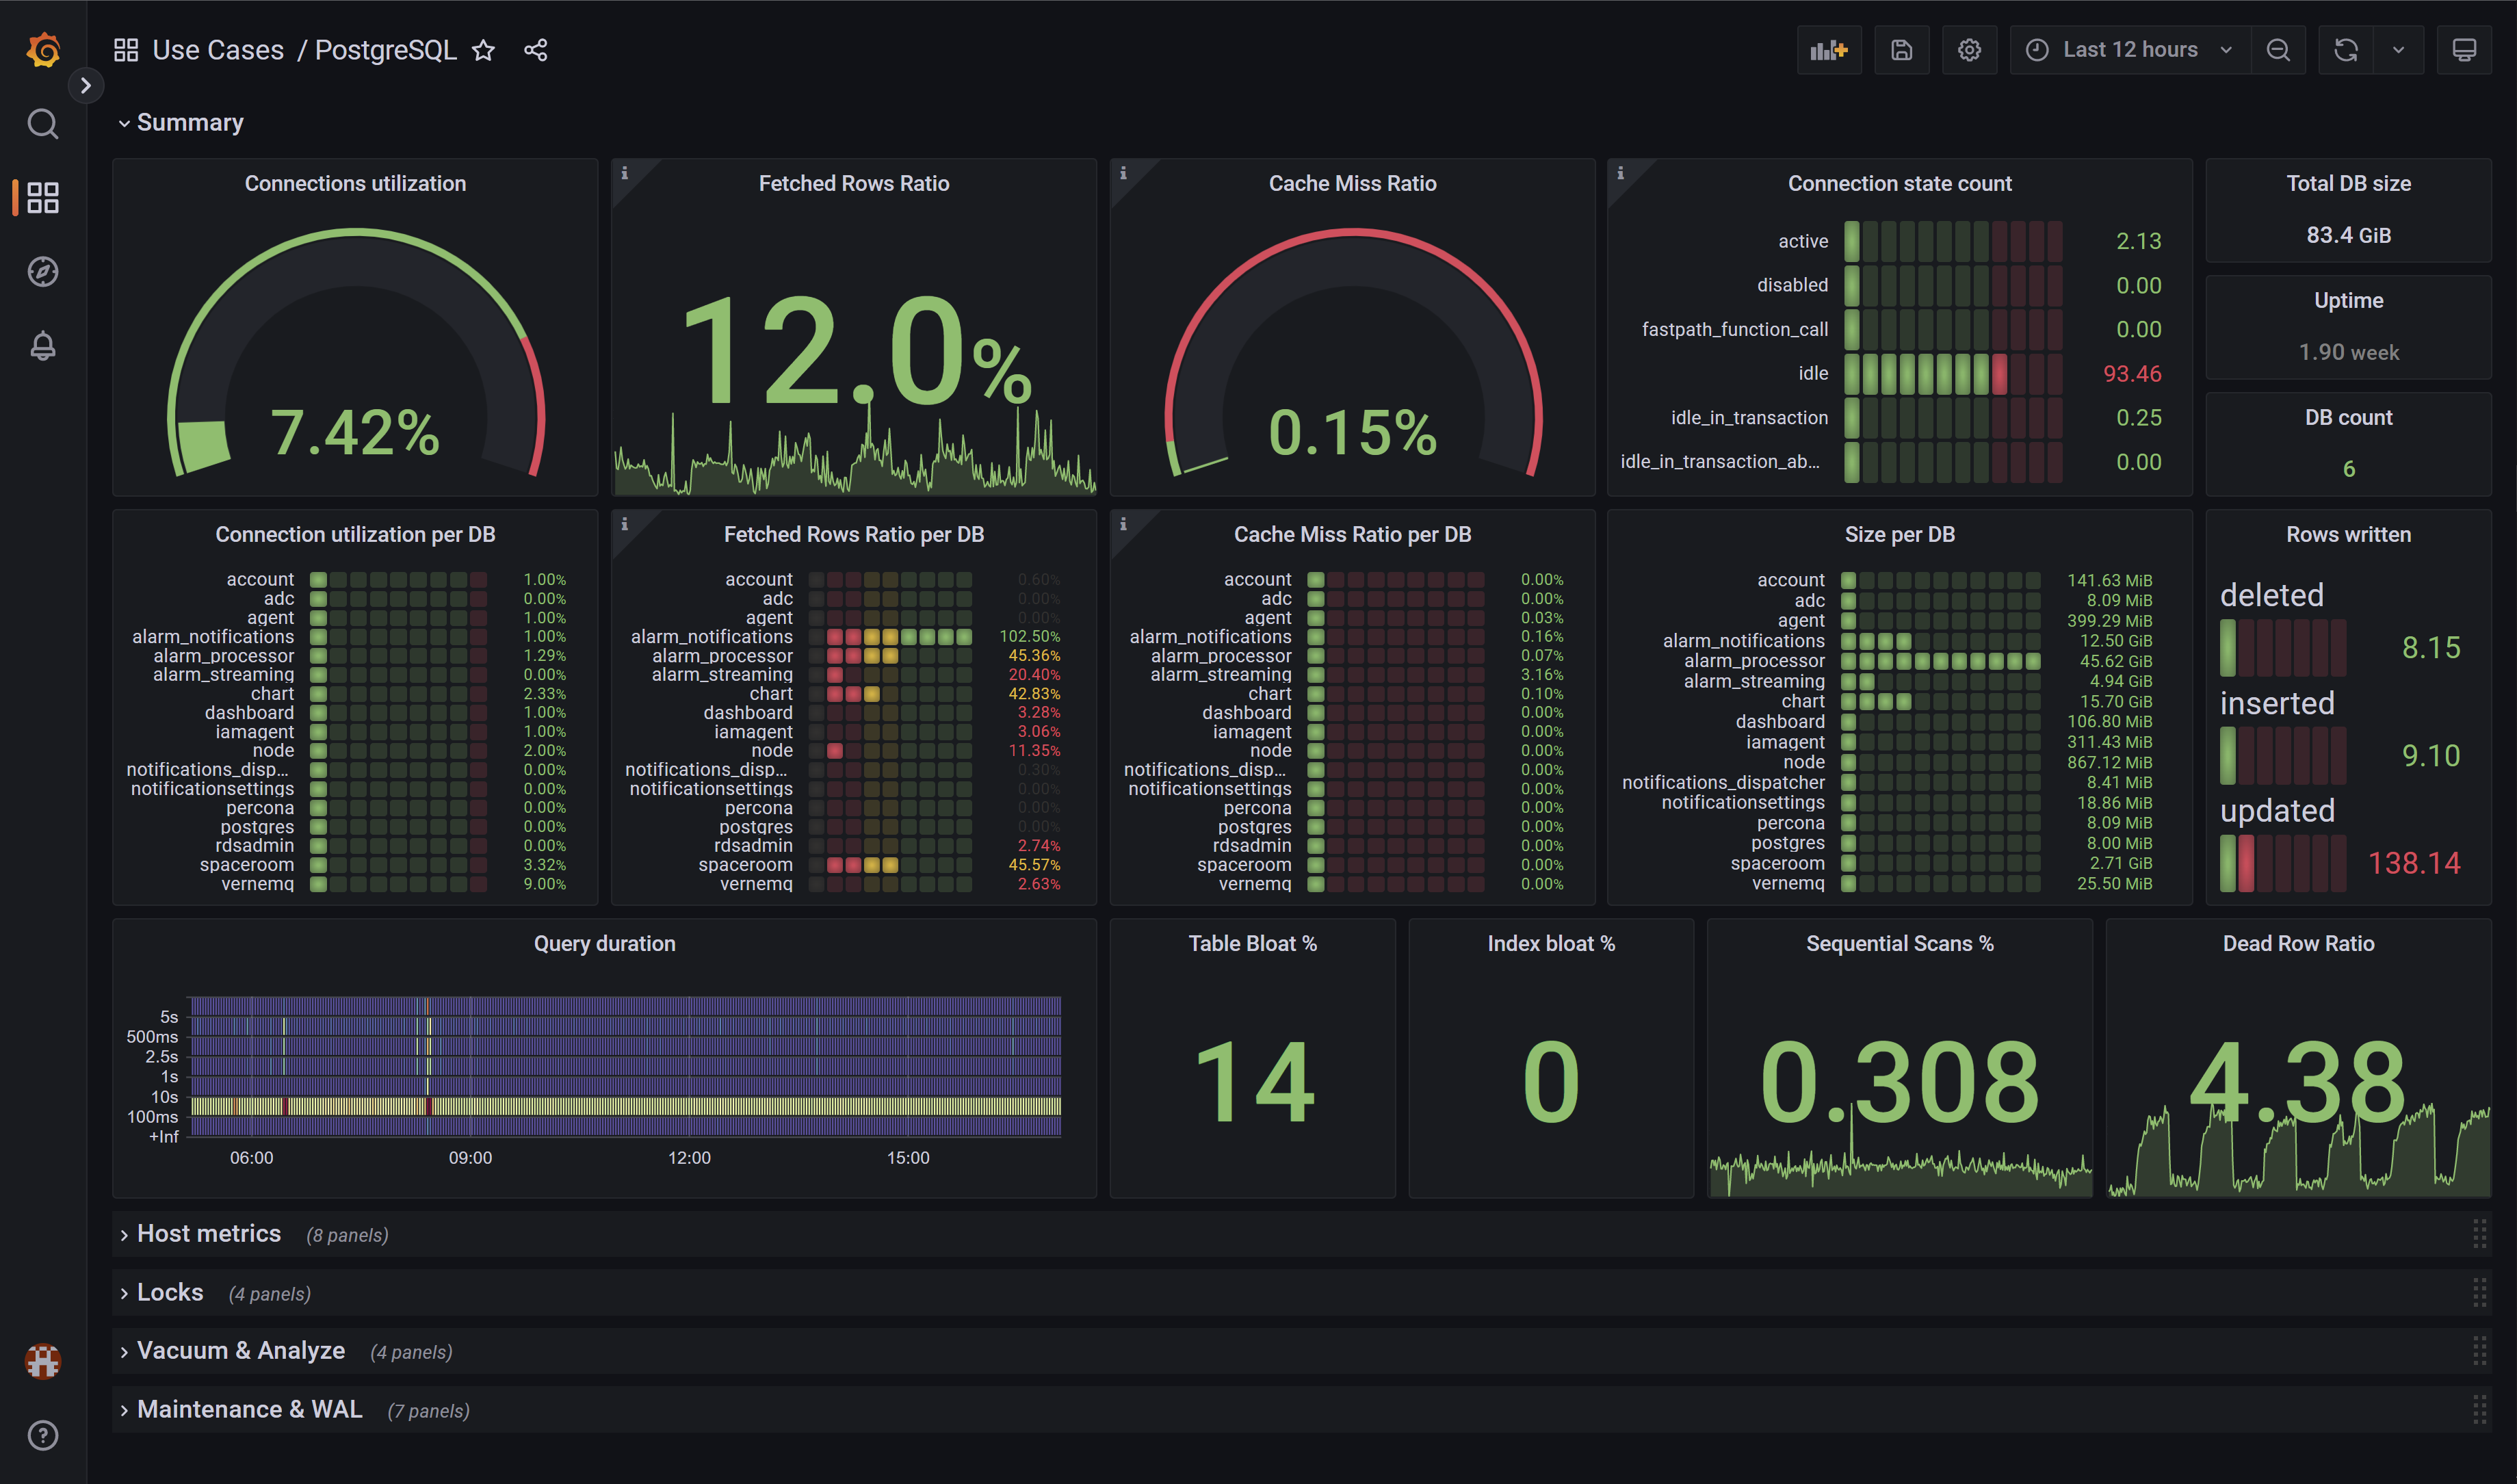 Use Cases / PostgreSQL
Last 12 hours
Summary
Connections utilization
7.42%
Fetched Rows Ratio
12.0%
Cache Miss Ratio
0.15%
Connection state count
active 2.13
disabled 0.00
fastpath_function_call 0.00
idle 93.46
idle_in_transaction 0.25
idle_in_transaction_ab... 0.00
Total DB size
83.4 GiB
Uptime
1.90 week
DB count
6
Connection utilization per DB
account 1.00%
adc 0.00%
agent 1.00%
alarm_notifications 1.00%
alarm_processor 1.29%
alarm_streaming 0.00%
chart 2.33%
dashboard 1.00%
iamagent 1.00%
node 2.00%
notifications_disp... 0.00%
notificationsettings 0.00%
percona 0.00%
postgres 0.00%
rdsadmin 0.00%
spaceroom 3.32%
vernemq 9.00%
Fetched Rows Ratio per DB
account 0.60%
adc 0.00%
agent 0.00%
alarm_notifications 102.50%
alarm_processor 45.36%
alarm_streaming 20.40%
chart 42.83%
dashboard 3.28%
iamagent 3.06%
node 11.35%
notifications_disp... 0.30%
notificationsettings 0.00%
percona 0.00%
postgres 0.00%
rdsadmin 2.74%
spaceroom 45.57%
vernemq 2.63%
Cache Miss Ratio per DB
account 0.00%
adc 0.00%
agent 0.03%
alarm_notifications 0.16%
alarm_processor 0.07%
alarm_streaming 3.16%
chart 0.10%
dashboard 0.00%
iamagent 0.00%
node 0.00%
notifications_disp... 0.00%
notificationsettings 0.00%
percona 0.00%
postgres 0.00%
rdsadmin 0.00%
spaceroom 0.00%
vernemq 0.00%
Size per DB
account 141.63 MiB
adc 8.09 MiB
agent 399.29 MiB
alarm_notifications 12.50 GiB
alarm_processor 45.62 GiB
alarm_streaming 4.94 GiB
chart 15.70 GiB
dashboard 106.80 MiB
iamagent 311.43 MiB
node 867.12 MiB
notifications_dispatcher 8.41 MiB
notificationsettings 18.86 MiB
percona 8.09 MiB
postgres 8.00 MiB
spaceroom 2.71 GiB
vernemq 25.50 MiB
Rows written
deleted
8.15
inserted
9.10
updated
138.14
Query duration
5s
500ms
2.5s
1s
10s
100ms
+Inf
06:00 09:00 12:00 15:00
Table Bloat %
14
Index bloat %
0
Sequential Scans %
0.308
Dead Row Ratio
4.38
Host metrics (8 panels)
Locks (4 panels)
Vacuum & Analyze (4 panels)
Maintenance & WAL (7 panels)